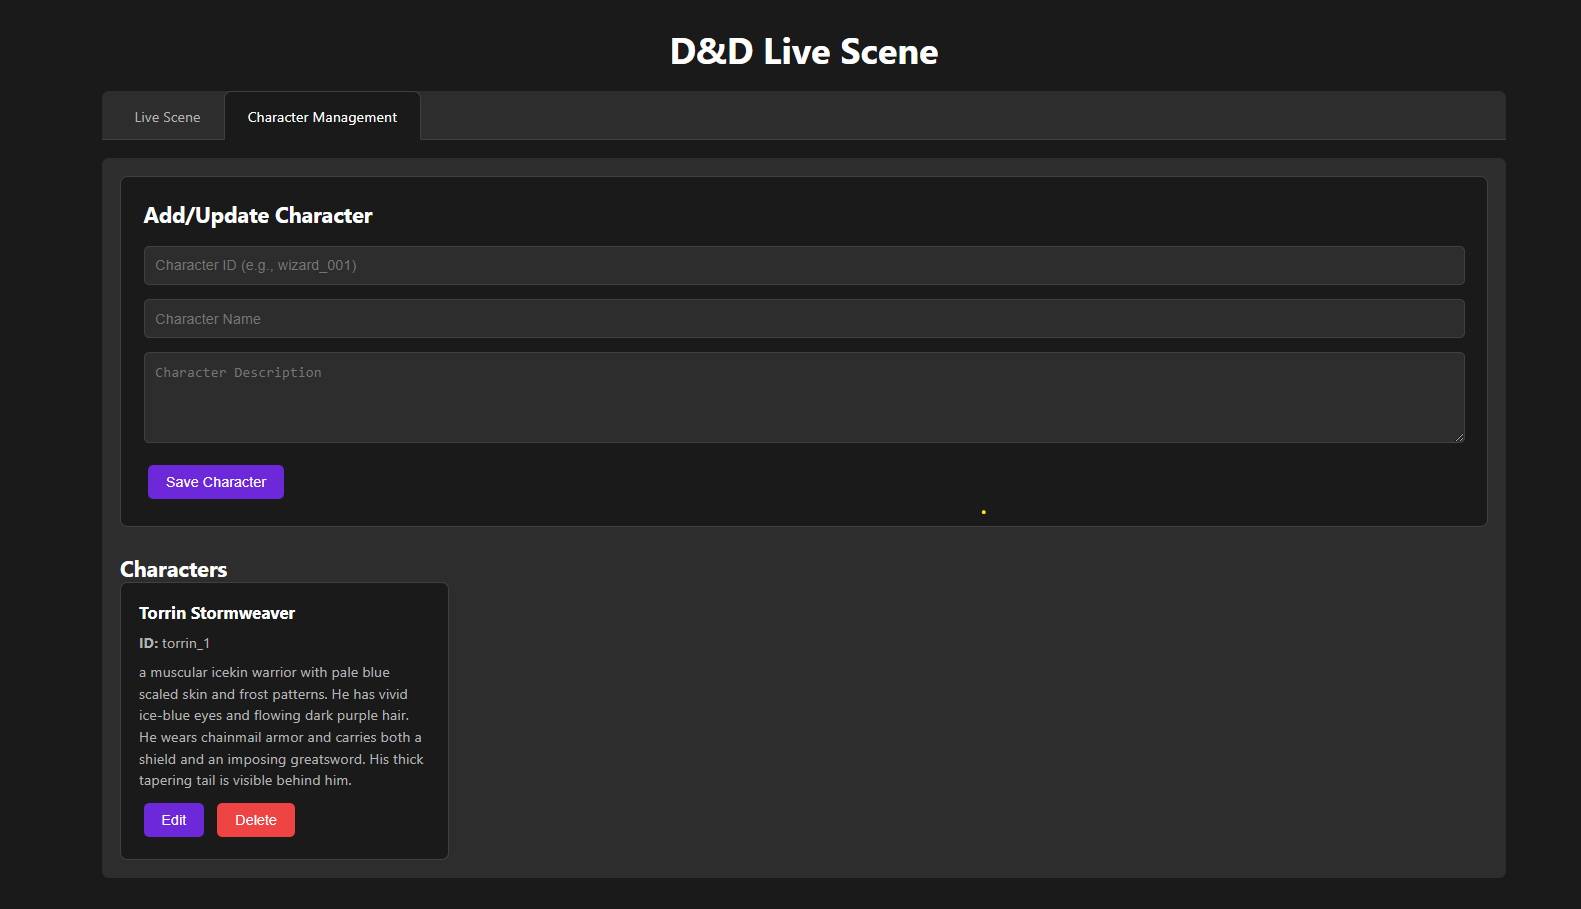 D&D Live Scene
Live Scene
Character Management
Add/Update Character
Character ID (e.g., wizard_001)
Character Name
Character Description
Save Character
Characters
Torrin Stormweaver
ID: torrin_1
a muscular icekin warrior with pale blue
scaled skin and frost patterns. He has vivid
ice-blue eyes and flowing dark purple hair.
He wears chainmail armor and carries both a
shield and an imposing greatsword. His thick
tapering tail is visible behind him.
Edit
Delete